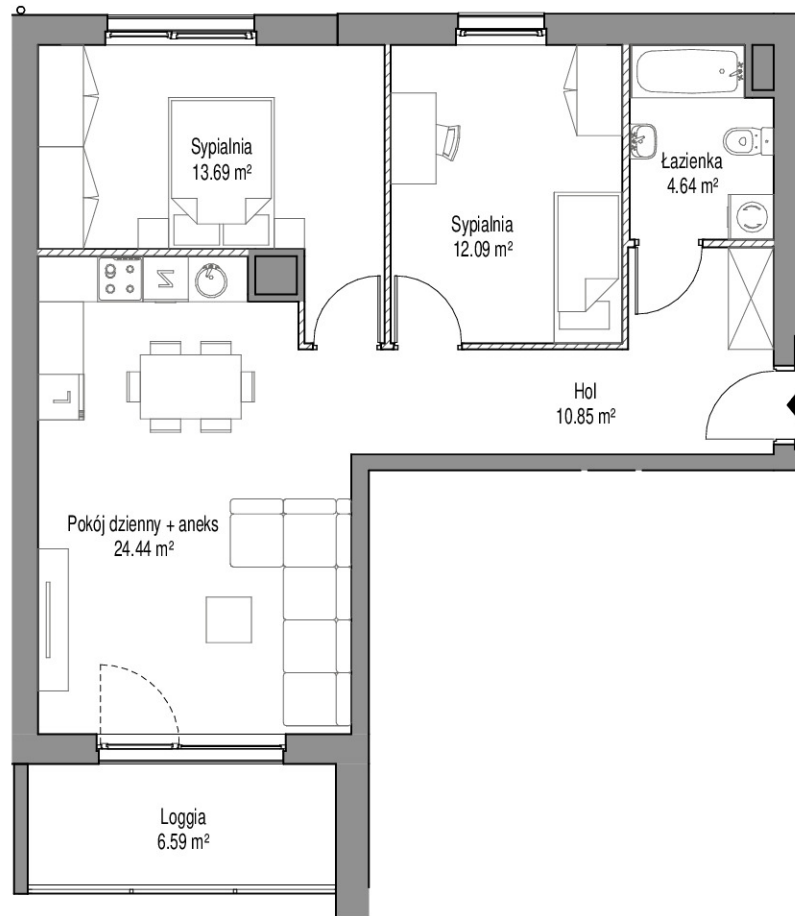 Sypialnia
13.69 m²
Sypialnia
12.09 m²
Łazienka
4.64 m²
Z
L
Hol
10.85 m²
Pokój dzienny + aneks
24.44 m²
Loggia
6.59 m²